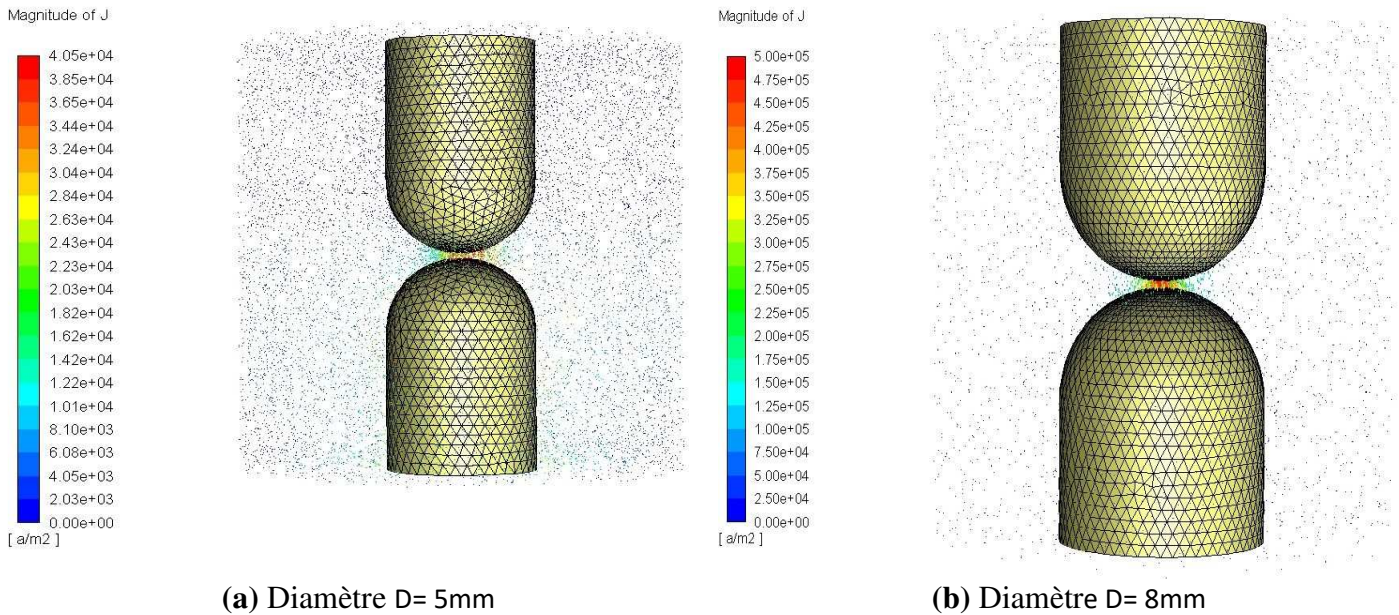 Magnitude of J
4.05e+04
3.85e+04
3.65e+04
3.44e+04
3.24e+04
3.04e+04
2.84e+04
2.63e+04
2.43e+04
2.23e+04
2.03e+04
1.82e+04
1.62e+04
1.42e+04
1.22e+04
1.01e+04
8.10e+03
6.08e+03
4.05e+03
2.03e+03
0.00e+00
[ a/m2 ]
(a) Diamètre D= 5mm
Magnitude of J
5.00e+05
4.75e+05
4.50e+05
4.25e+05
4.00e+05
3.75e+05
3.50e+05
3.25e+05
3.00e+05
2.75e+05
2.50e+05
2.25e+05
2.00e+05
1.75e+05
1.50e+05
1.25e+05
1.00e+05
7.50e+04
5.00e+04
2.50e+04
0.00e+00
[ a/m2 ]
(b) Diamètre D= 8mm